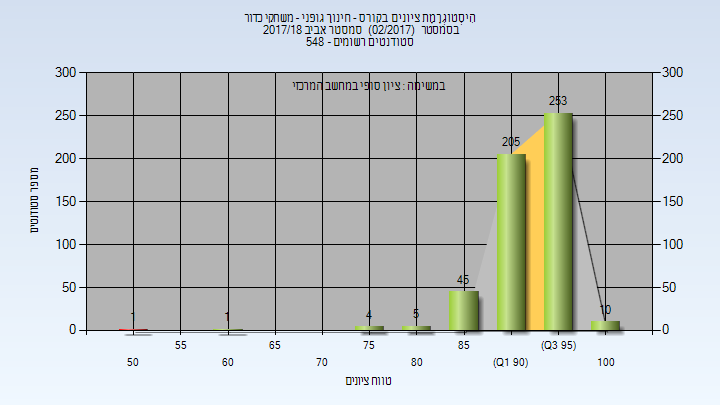 היסטוגרמת ציונים בקורס - חינוך גופני - משחקי כדור
בסמסטר (02/2017) סמסטר אביב 2017/18
סטודנטים רשומים - 548
במשימה : ציון סופי במחשב המרכזי
מספר סטודנטים
300 300
250 250
200 200
150 150
100 100
50 50
0 0
1 1 4 5 45 205 253 10
55 65 75 85 (Q3 95)
50 60 70 80 (Q1 90) 100
טווח ציונים